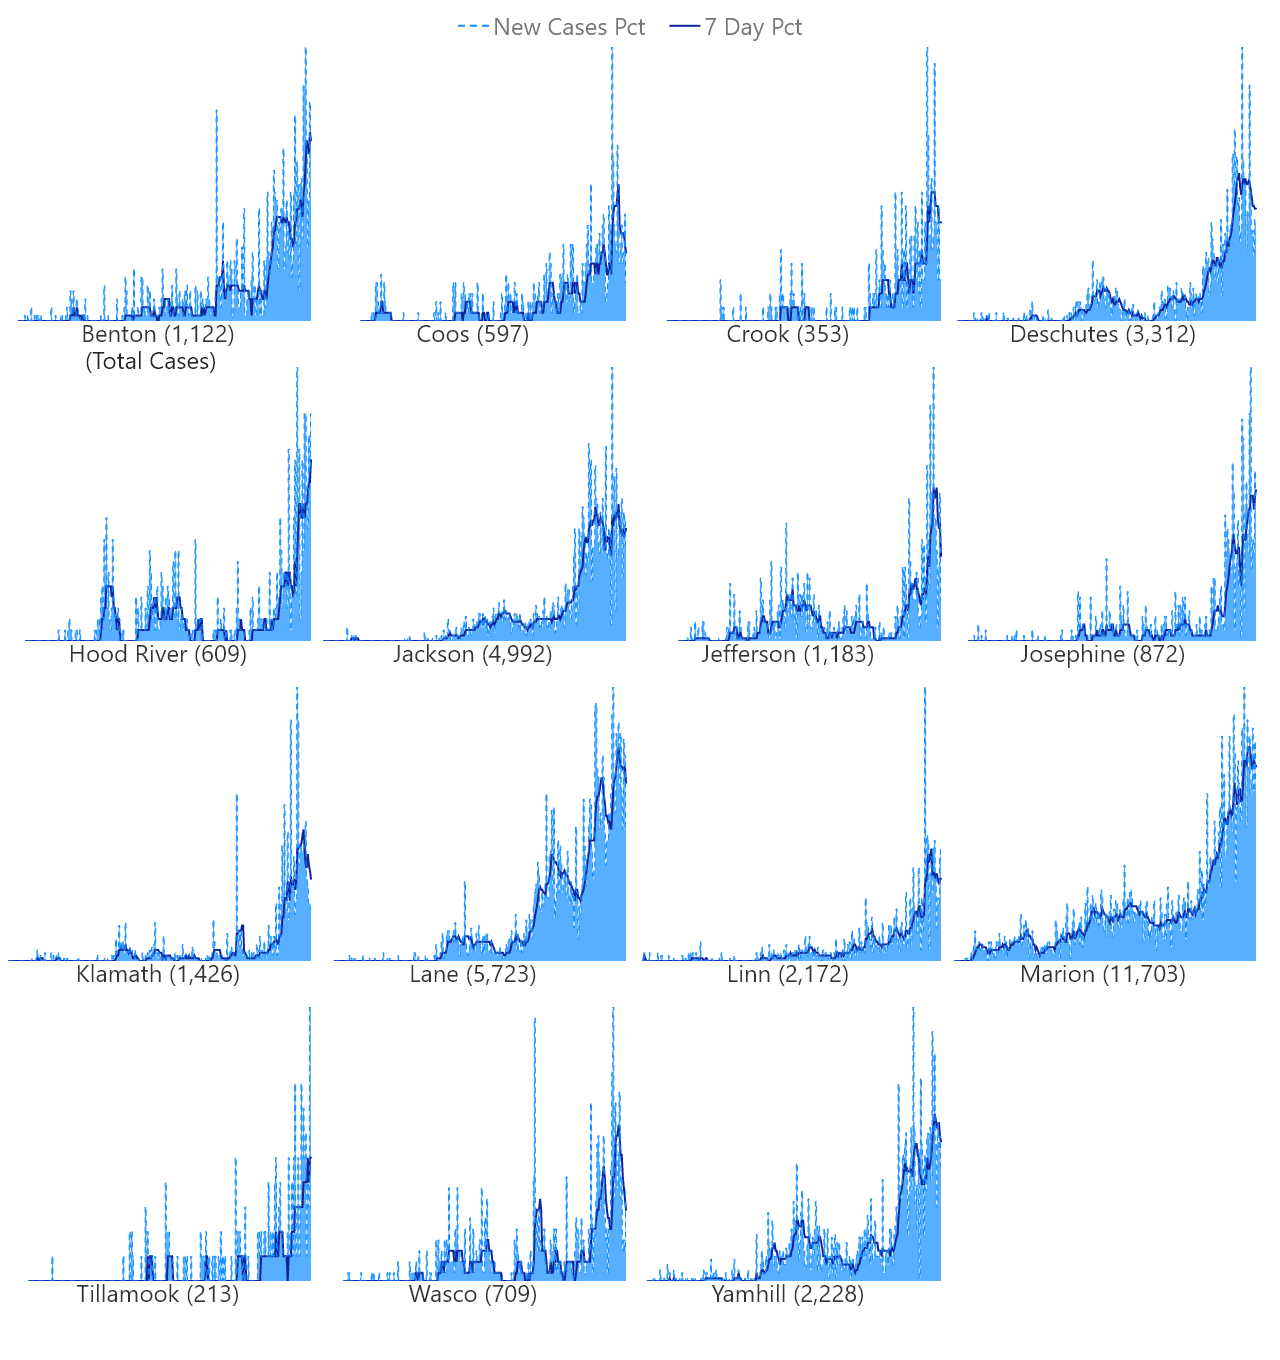 New Cases Pct 7 Day Pct
Benton (1,122) Coos (597) Crook (353) Deschutes (3,312)
(Total Cases)
Hood River (609) Jackson (4,992) Jefferson (1,183) Josephine (872)
Klamath (1,426) Lane (5,723) Linn (2,172) Marion (11,703)
Tillamook (213) Wasco (709) Yamhill (2,228)